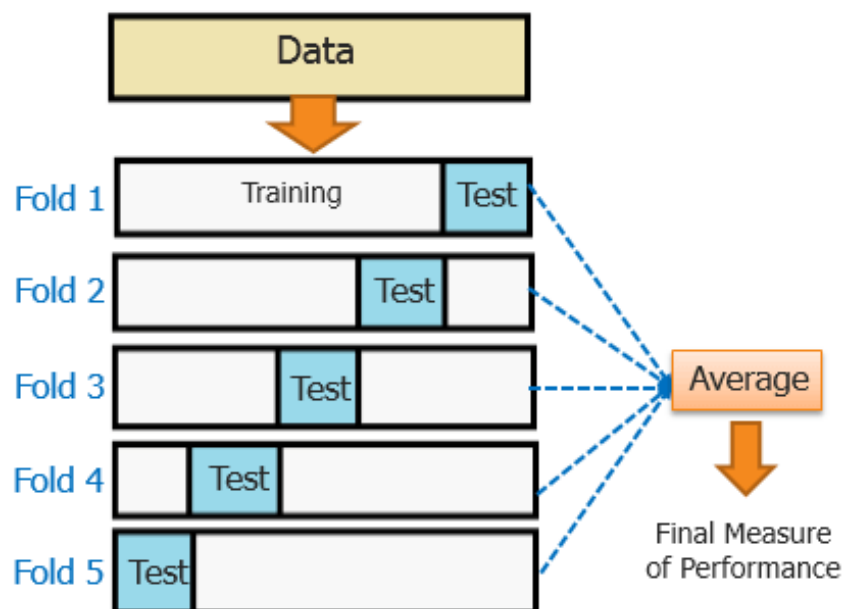 Data
Fold 1
Training
Test
Fold 2
Test
Fold 3
Test
Average
Fold 4
Test
Final Measure
of Performance
Fold 5
Test